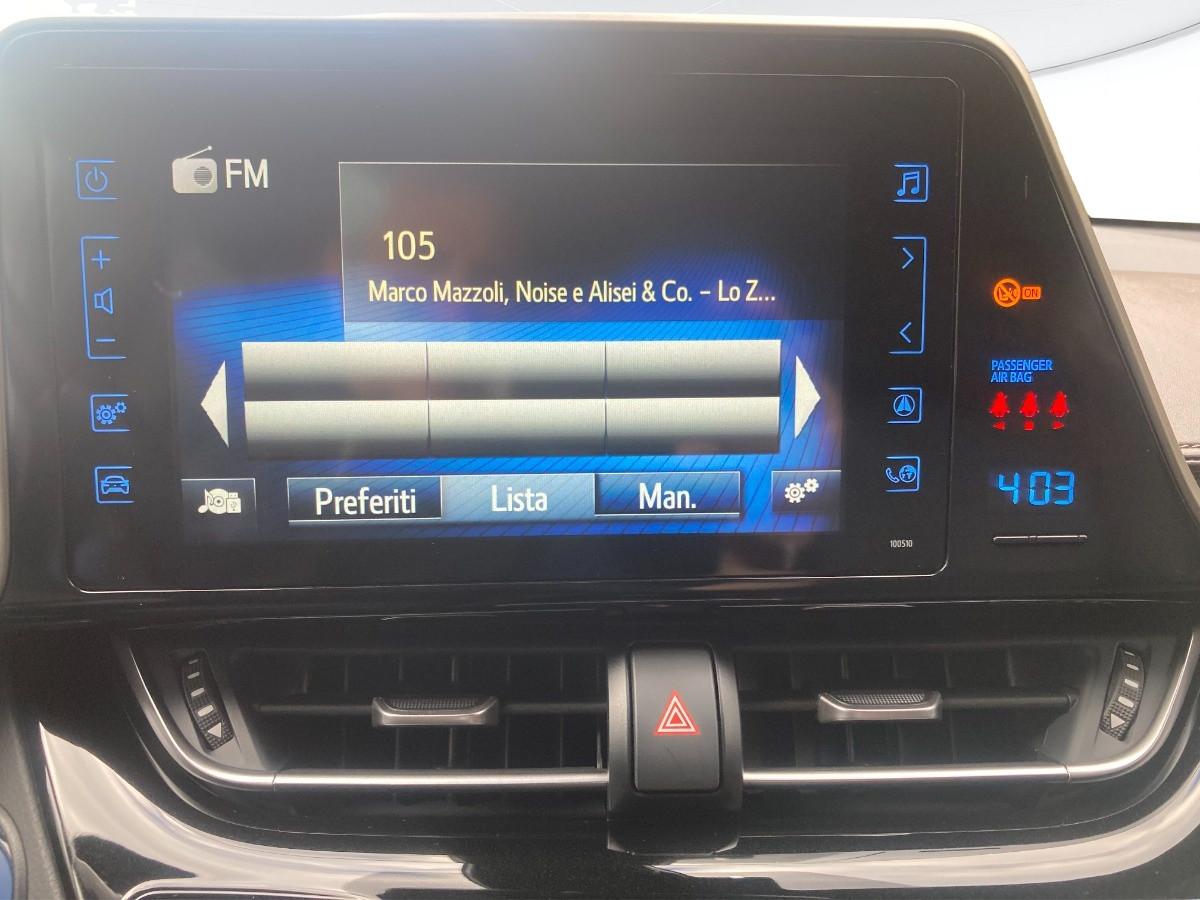 FM
105
Marco Mazzoli, Noise e Alisei & Co. – Lo Z...
ON
PASSENGER
AIR BAG
Preferiti
Lista
Man.
403
100510